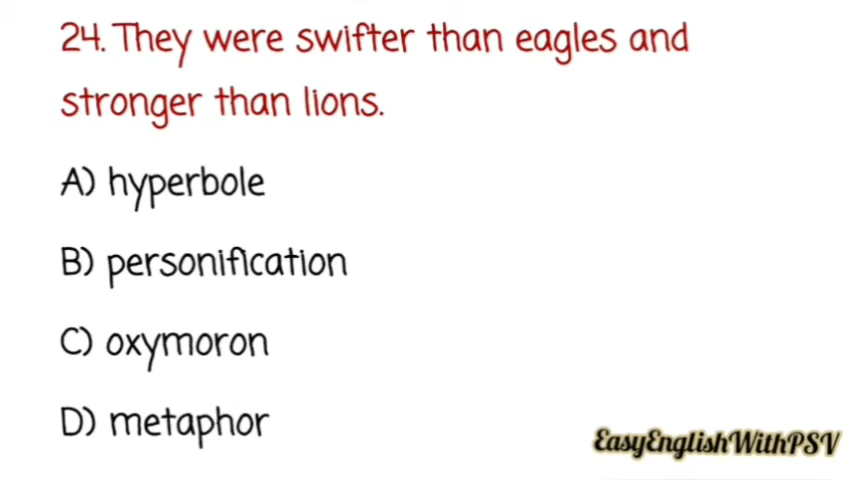 24. They were swifter than eagles and
stronger than lions.
A) hyperbole
B) personification
C) oxymoron
D) metaphor
EasyEnglishWithPSV